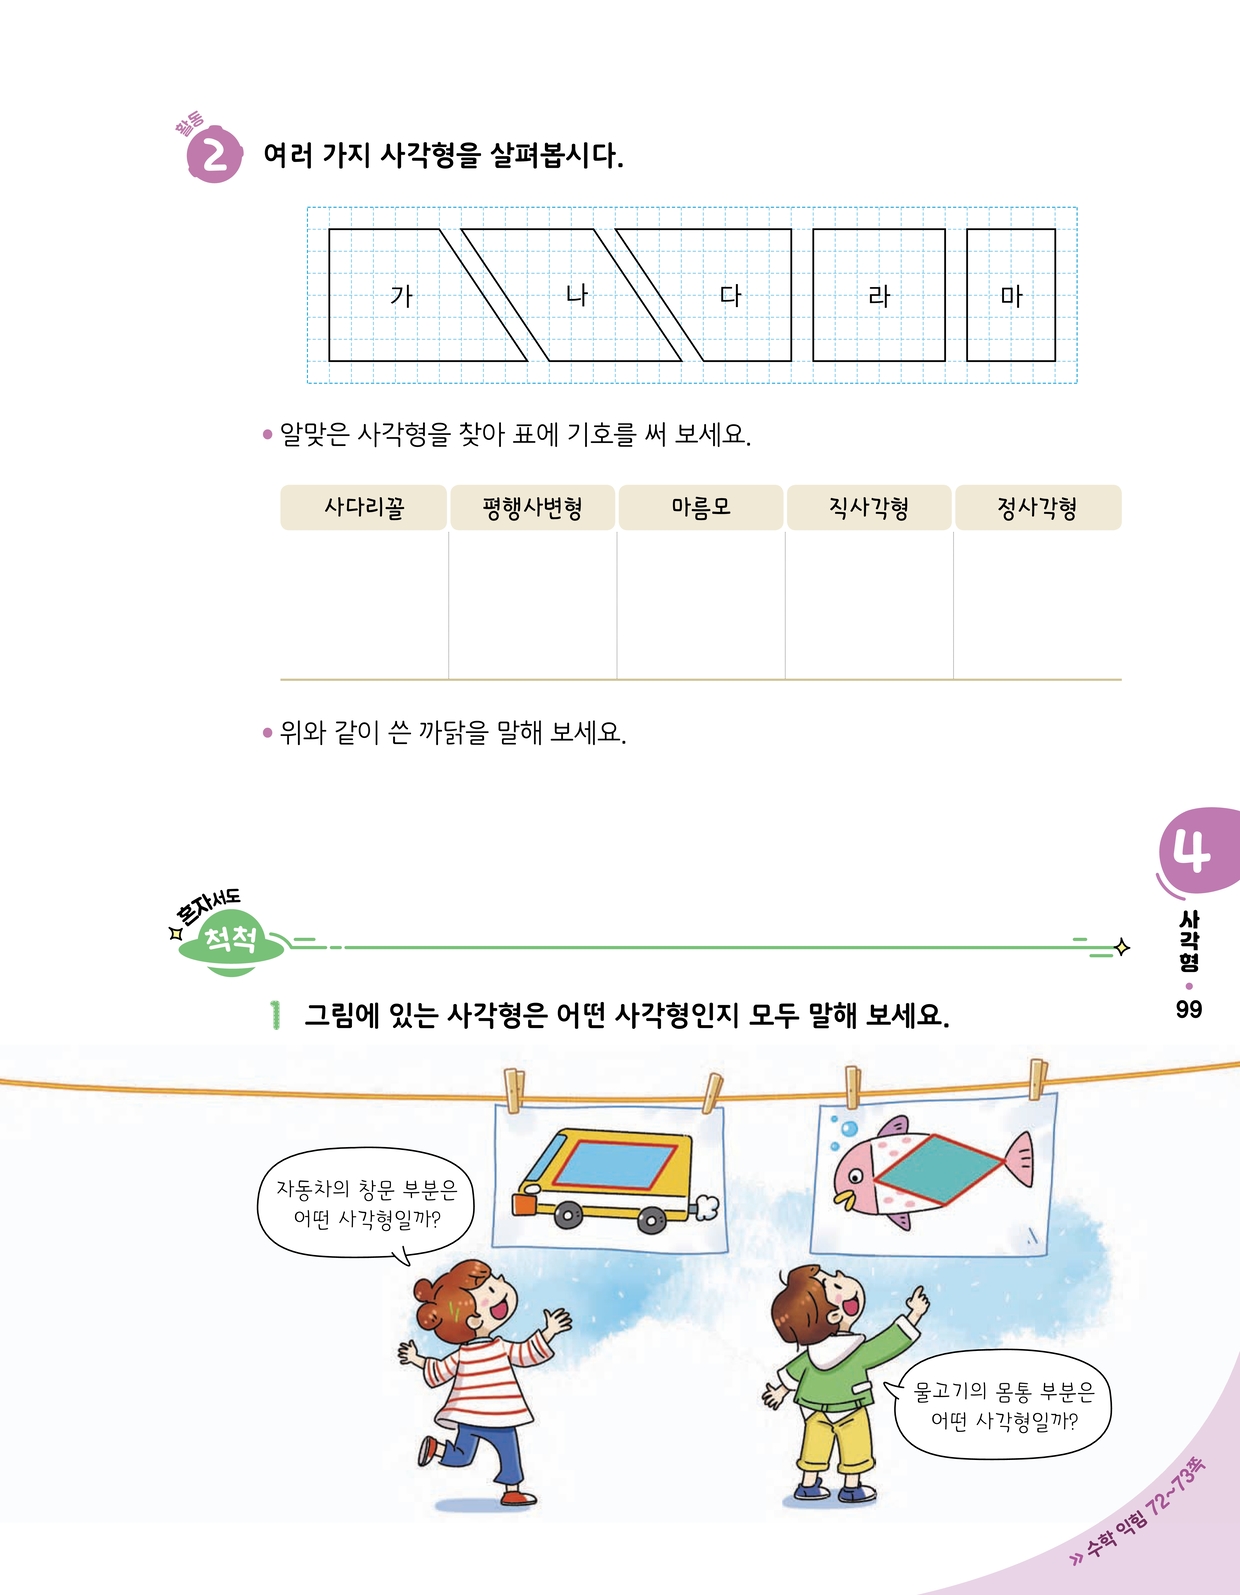 활동
2 여러 가지 사각형을 살펴봅시다.
가 나 다 라 마
• 알맞은 사각형을 찾아 표에 기호를 써 보세요.
사다리꼴 평행사변형 마름모 직사각형 정사각형
• 위와 같이 쓴 까닭을 말해 보세요.
4
사각형 • 99
혼자서도
척척
1 그림에 있는 사각형은 어떤 사각형인지 모두 말해 보세요.
자동차의 창문 부분은
어떤 사각형일까?
물고기의 몸통 부분은
어떤 사각형일까?
» 수학 익힘 72~73쪽